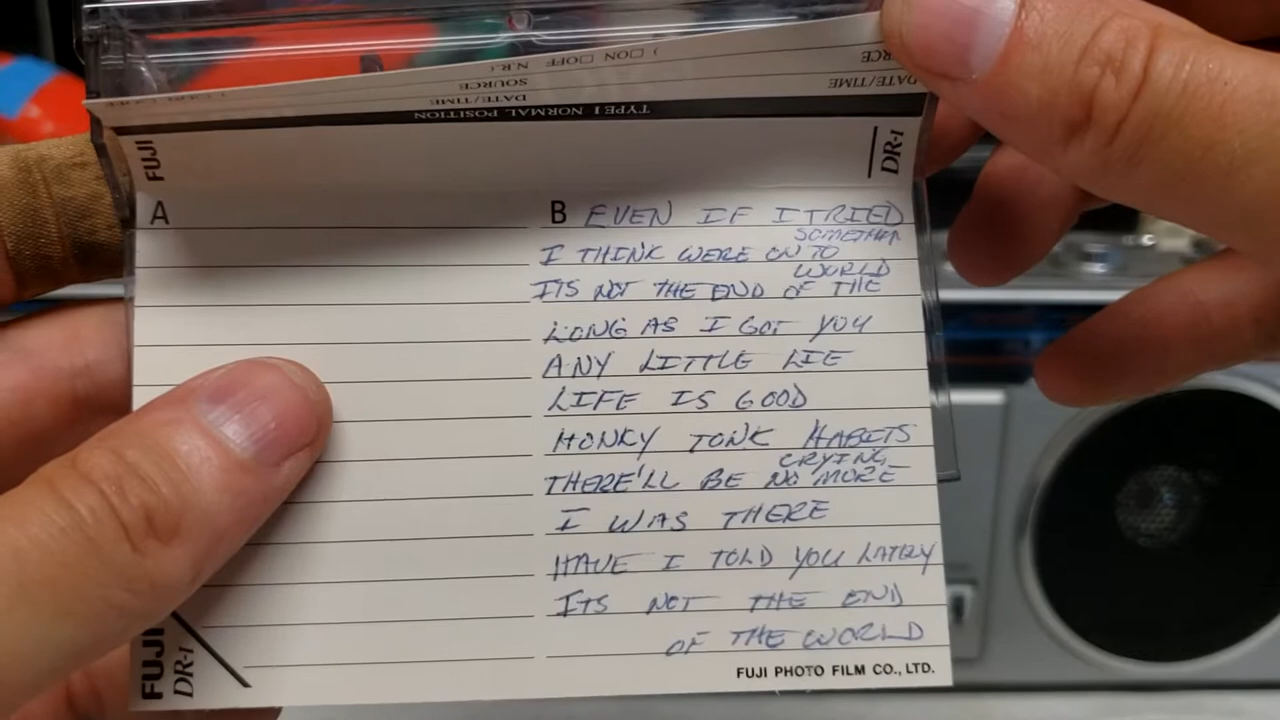 ) □ON □OFF N.R.(
SOURCE
RCE
DATE/TIME
DATE/TIME
TYPE I NORMAL POSITION
FUJI
DR-I
A
B EVEN IF I TRIED
SOMETHIN
I THINK WERE ON TO
WORLD
ITS NOT THE END OF THE
LONG AS I GOT YOU
ANY LITTLE LIE
LIFE IS GOOD
HONKY TONK HABITS
CRYING
THERE'LL BE NO MORE
I WAS THERE
HAVE I TOLD YOU LATELY
ITS NOT THE END
OF THE WORLD
FUJI
DR-I
FUJI PHOTO FILM CO., LTD.